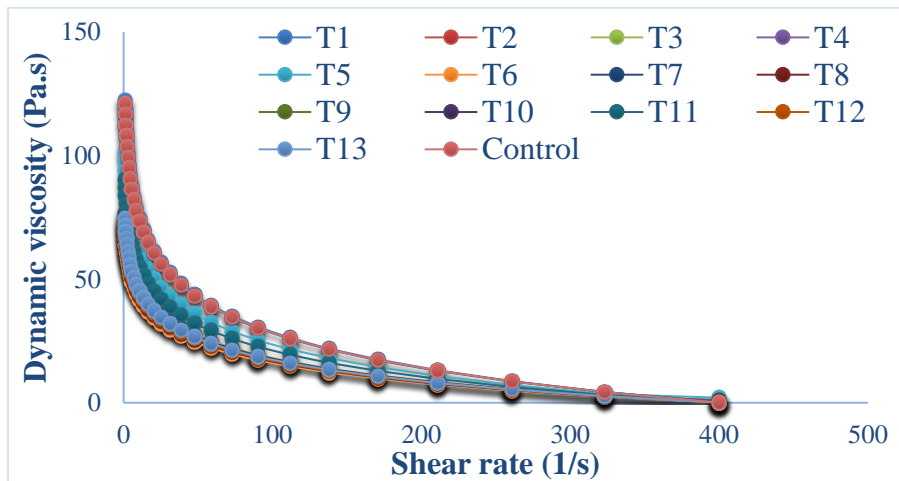 150
T1 T2 T3 T4
T5 T6 T7 T8
T9 T10 T11 T12
T13 Control
100
50
0
Dynamic viscosity (Pa.s)
0 100 200 300 400 500
Shear rate (1/s)